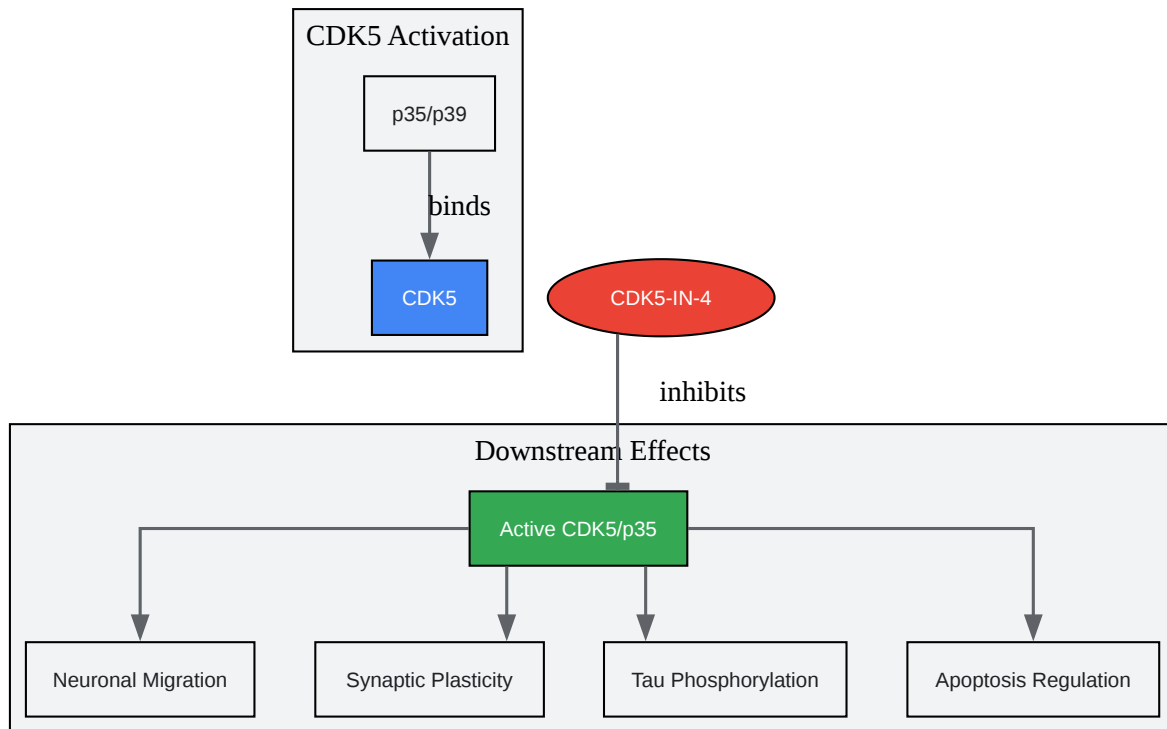 CDK5 Activation
p35/p39
binds
CDK5
CDK5-IN-4
inhibits
Downstream Effects
Active CDK5/p35
Neuronal Migration
Synaptic Plasticity
Tau Phosphorylation
Apoptosis Regulation